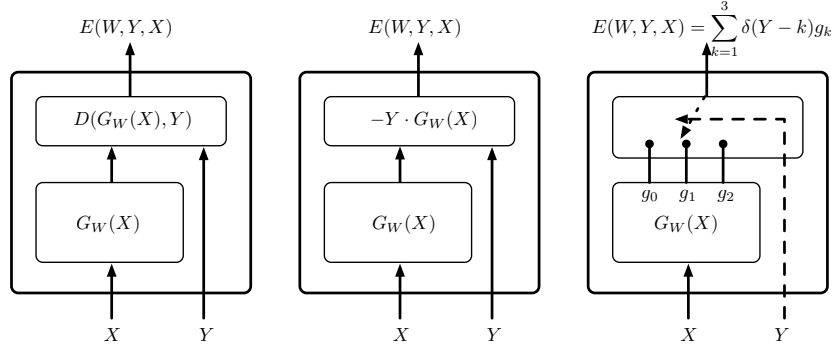 E(W, Y, X)
D(G_W(X), Y)
G_W(X)
X
Y
E(W, Y, X)
−Y · G_W(X)
G_W(X)
X
Y
E(W, Y, X) = ∑_{k=1}^{3} δ(Y − k)g_k
g_0 g_1 g_2
G_W(X)
X
Y